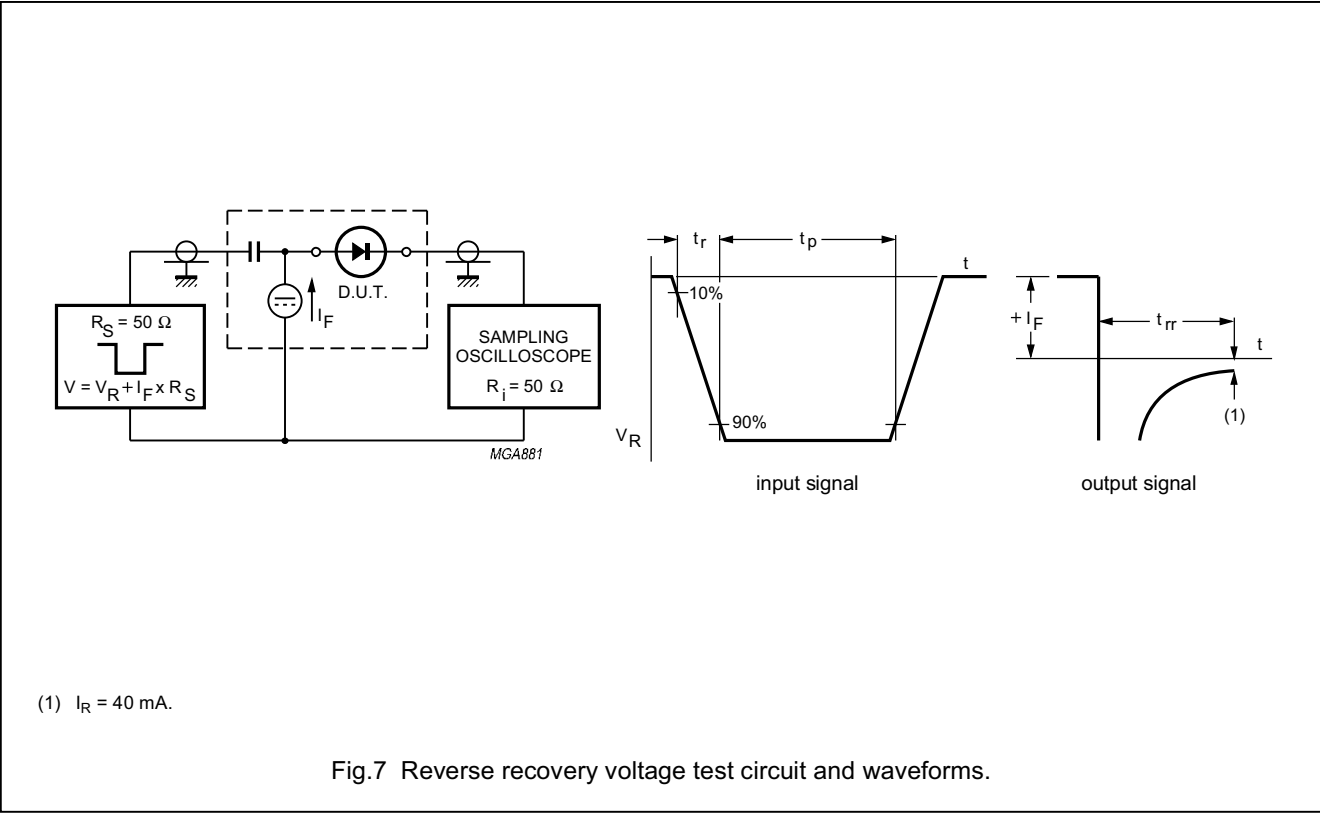 R_S = 50 Ω
V = V_R + I_F x R_S
I_F
D.U.T.
SAMPLING
OSCILLOSCOPE
R_i = 50 Ω
MGA881
t_r
t_p
t
10%
90%
V_R
input signal
+ I_F
t_rr
t
(1)
output signal
(1) I_R = 40 mA.
Fig.7 Reverse recovery voltage test circuit and waveforms.